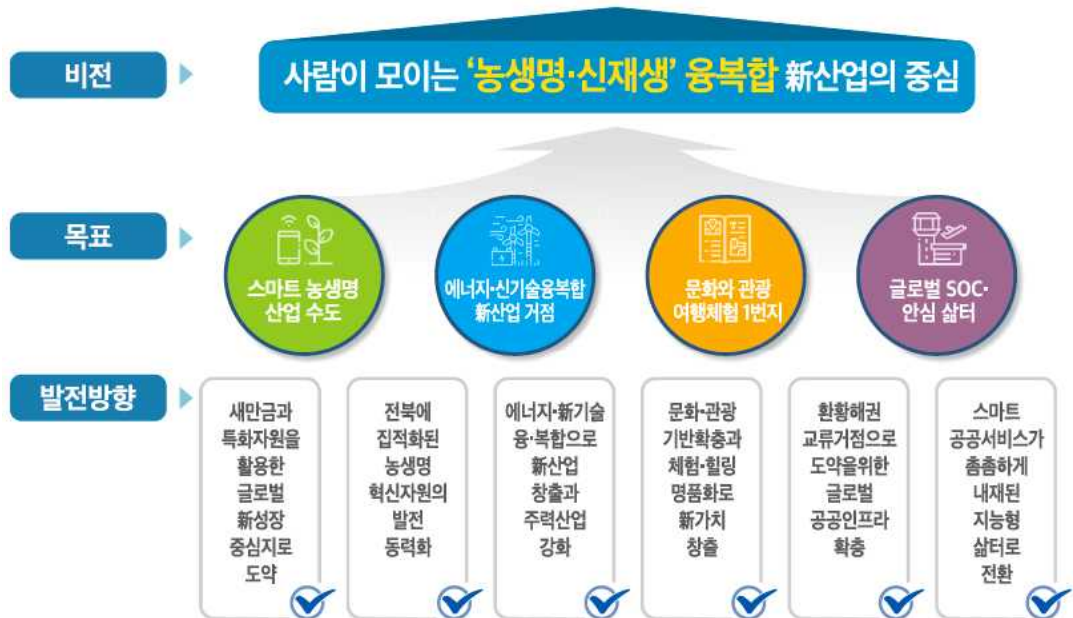 비전
사람이 모이는 ‘농생명·신재생’ 융복합 新산업의 중심
목표
스마트 농생명
산업 수도
에너지·신기술융복합
新산업 거점
문화와 관광
여행체험 1번지
글로벌 SOC·
안심 삶터
발전방향
새만금과
특화자원을
활용한
글로벌
新성장
중심지로
도약
전북에
집적화된
농생명
혁신자원의
발전
동력화
에너지·新기술
융·복합으로
新산업
창출과
주력산업
강화
문화·관광
기반확충과
체험·힐링
명품화로
新가치
창출
환황해권
교류거점으로
도약을위한
글로벌
공공인프라
확충
스마트
공공서비스가
촘촘하게
내재된
지능형
삶터로
전환